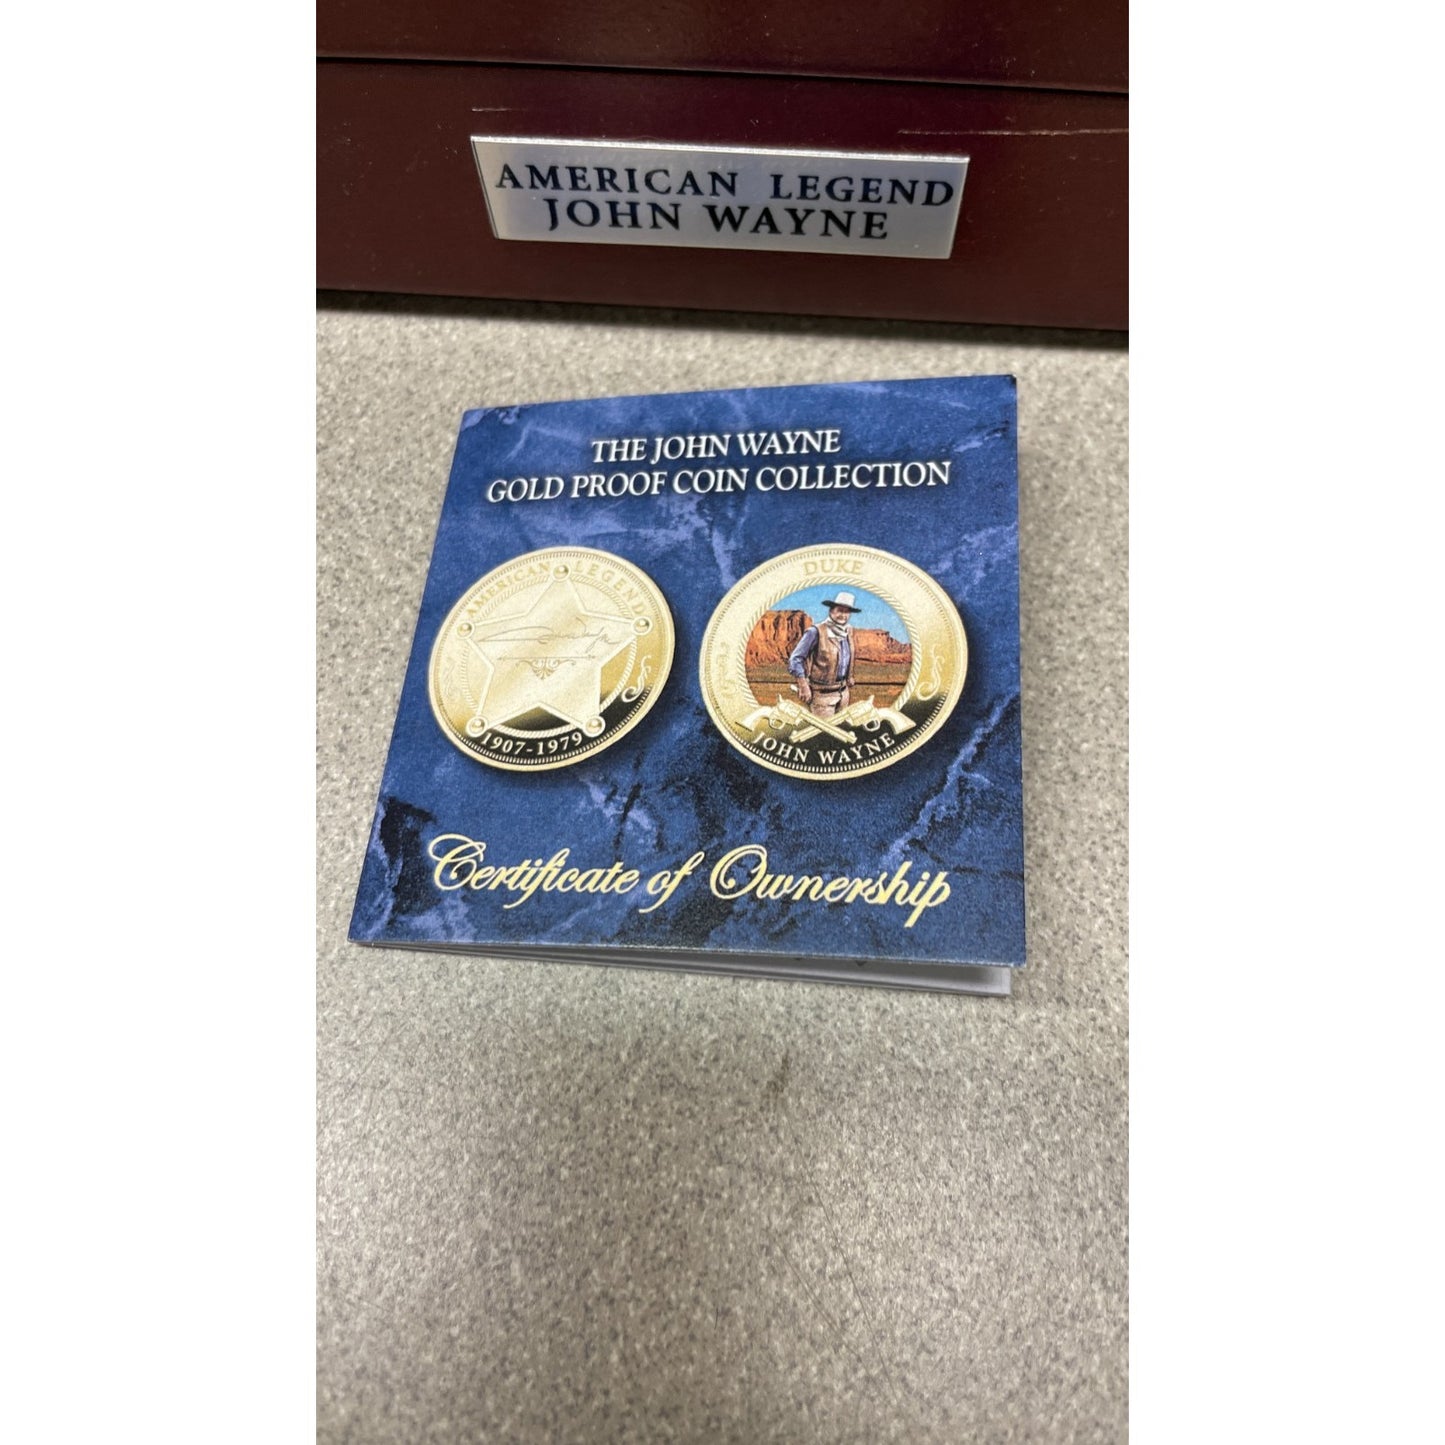 AMERICAN LEGEND
JOHN WAYNE
THE JOHN WAYNE
GOLD PROOF COIN COLLECTION
AMERICAN LEGEND
1907-1979
DUKE
JOHN WAYNE
Certificate of Ownership